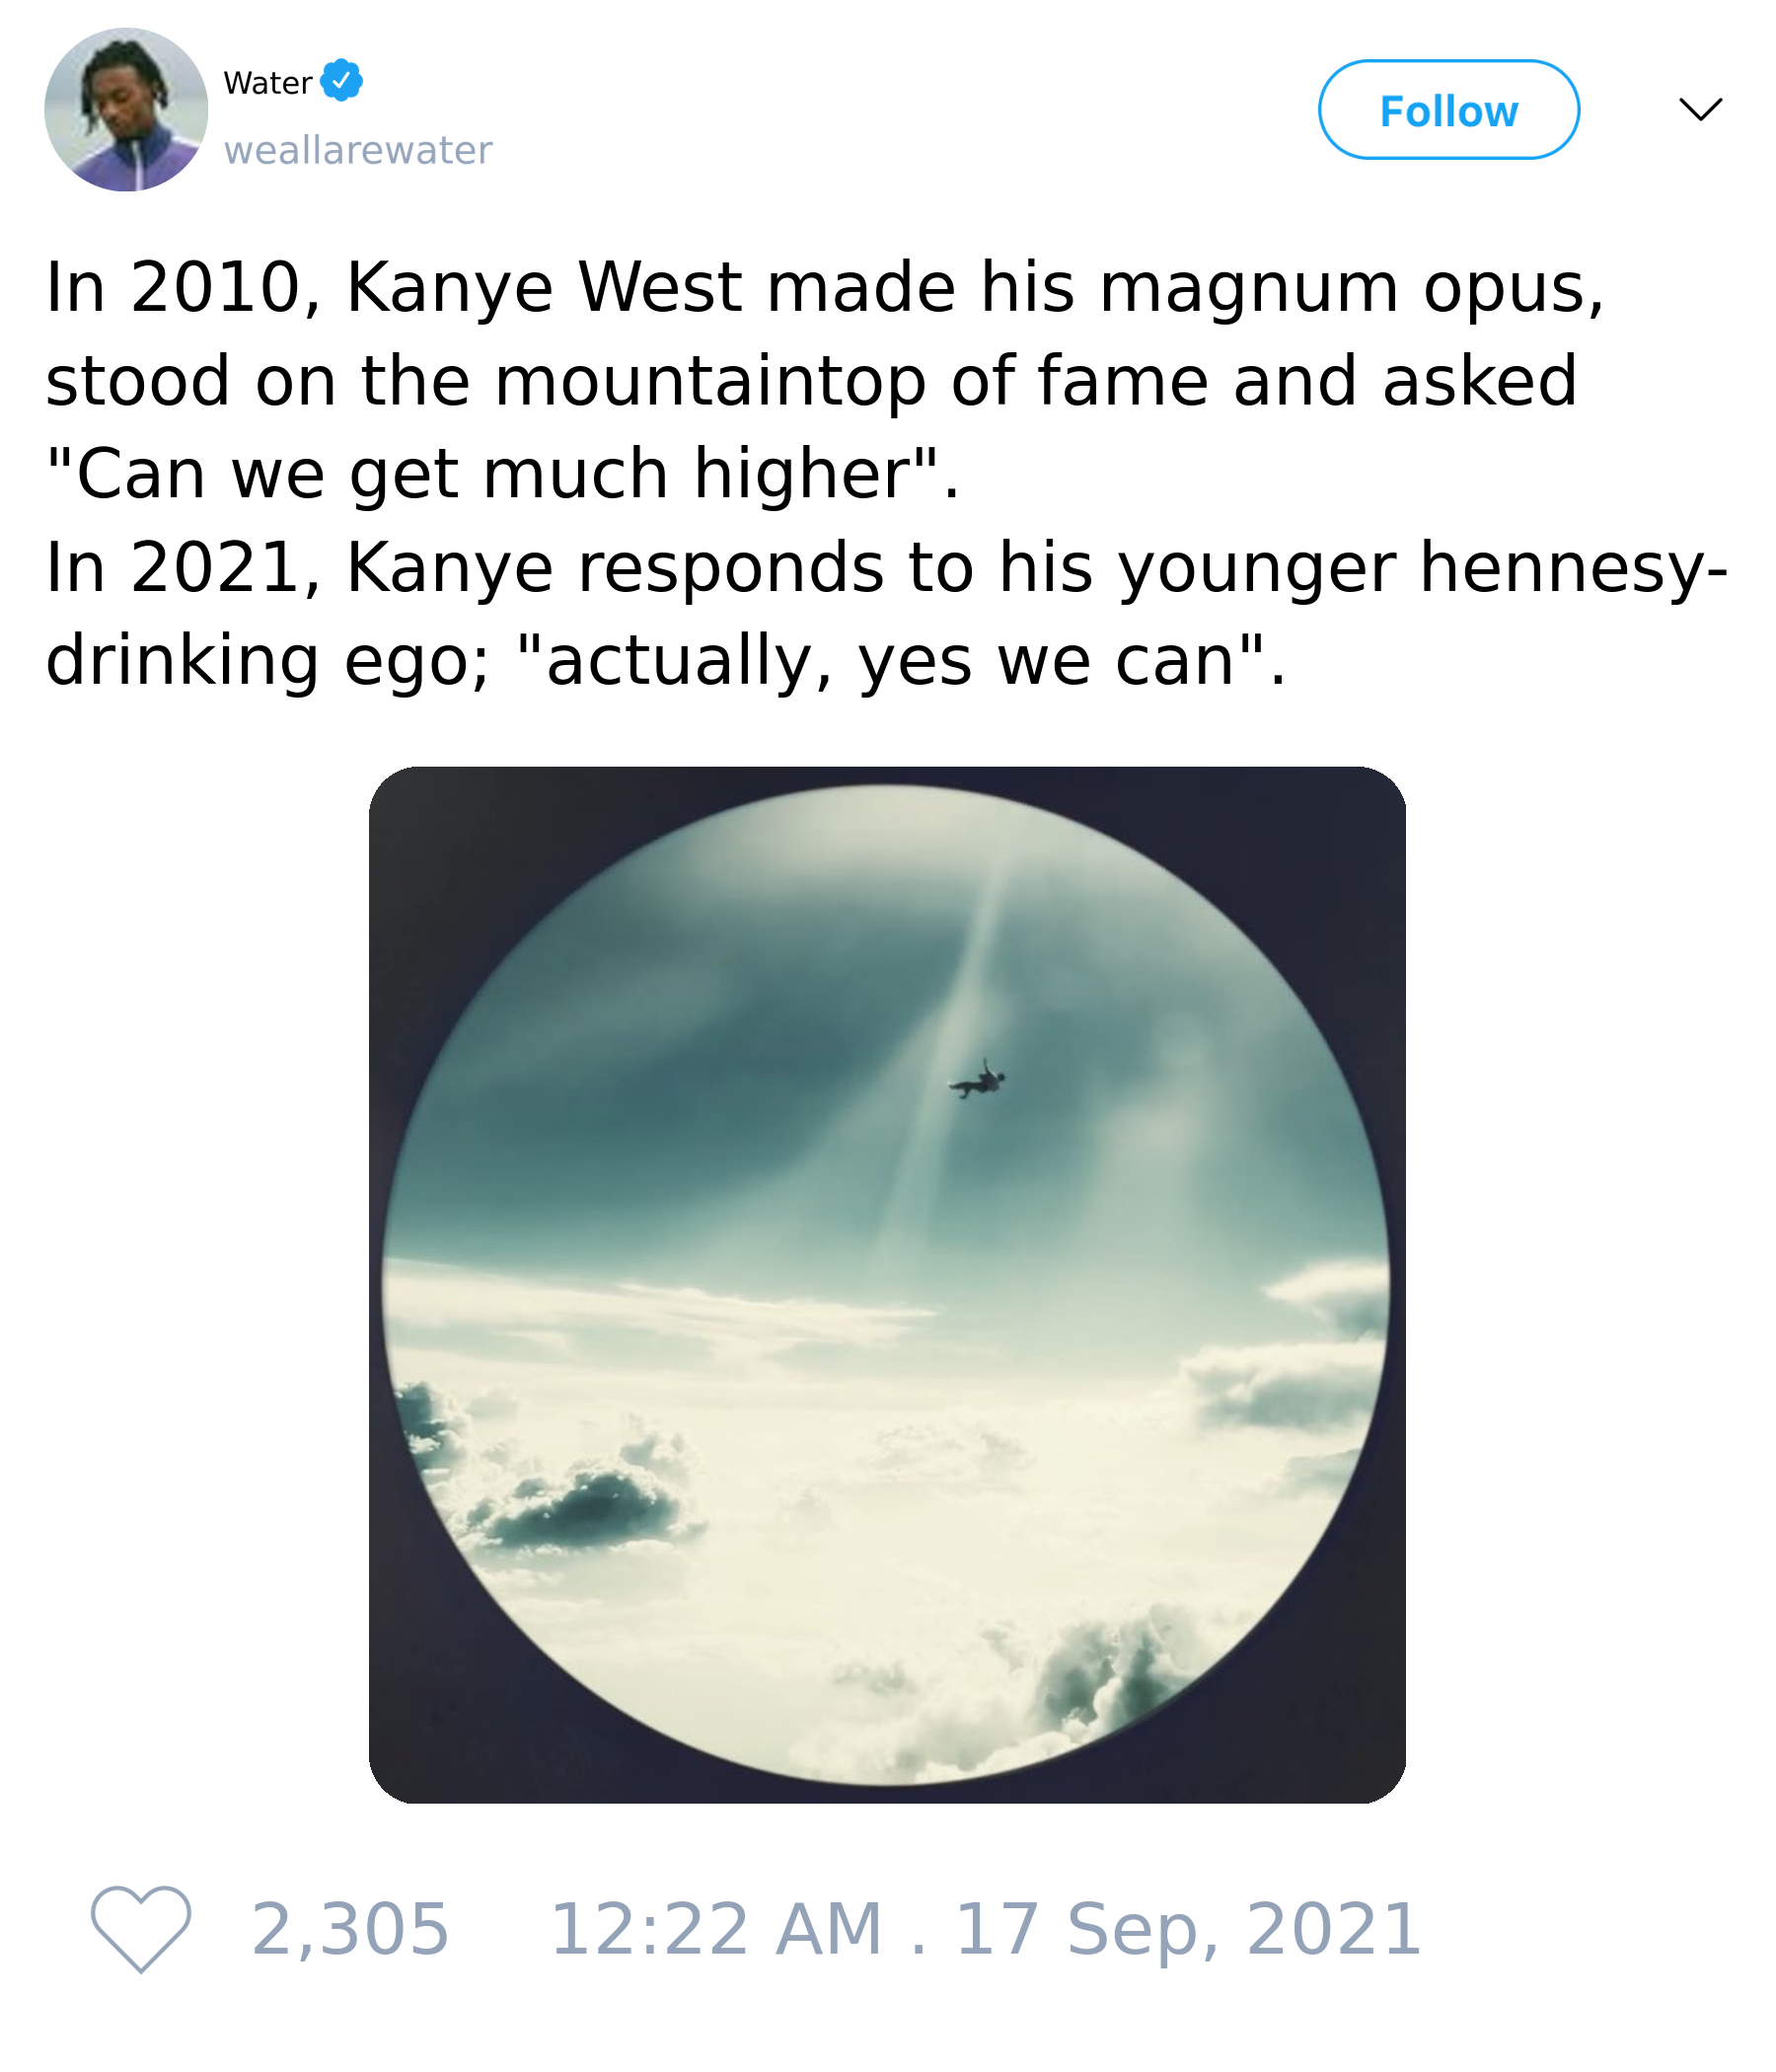 Water
weallarewater
Follow
In 2010, Kanye West made his magnum opus,
stood on the mountaintop of fame and asked
"Can we get much higher".
In 2021, Kanye responds to his younger hennesy-
drinking ego; "actually, yes we can".
2,305 12:22 AM . 17 Sep, 2021